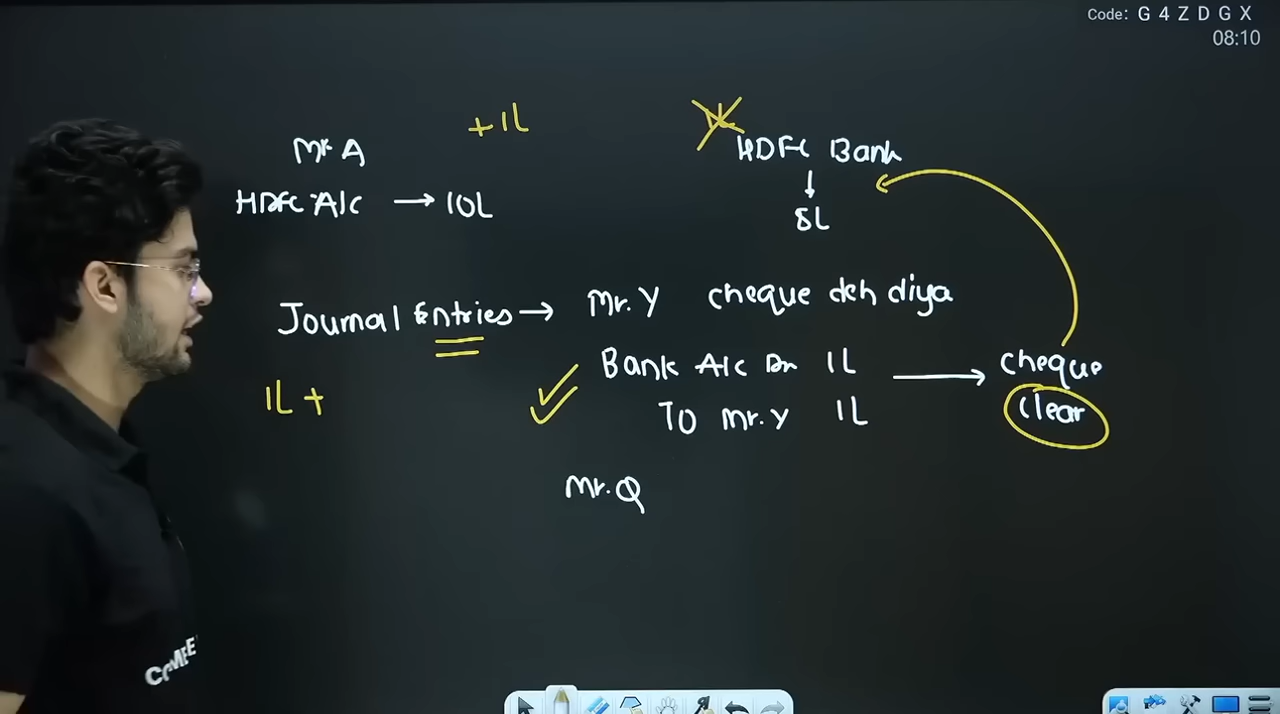 Code: G 4 Z D G X
08:10
+1L
Mr A
HDFC Bank
HDFC A/c → 10L
↓
8L
Journal Entries → Mr. Y cheque deh diya
Bank A/c Dr 1L → cheque
1L +
To Mr. Y 1L
clear
Mr. Q